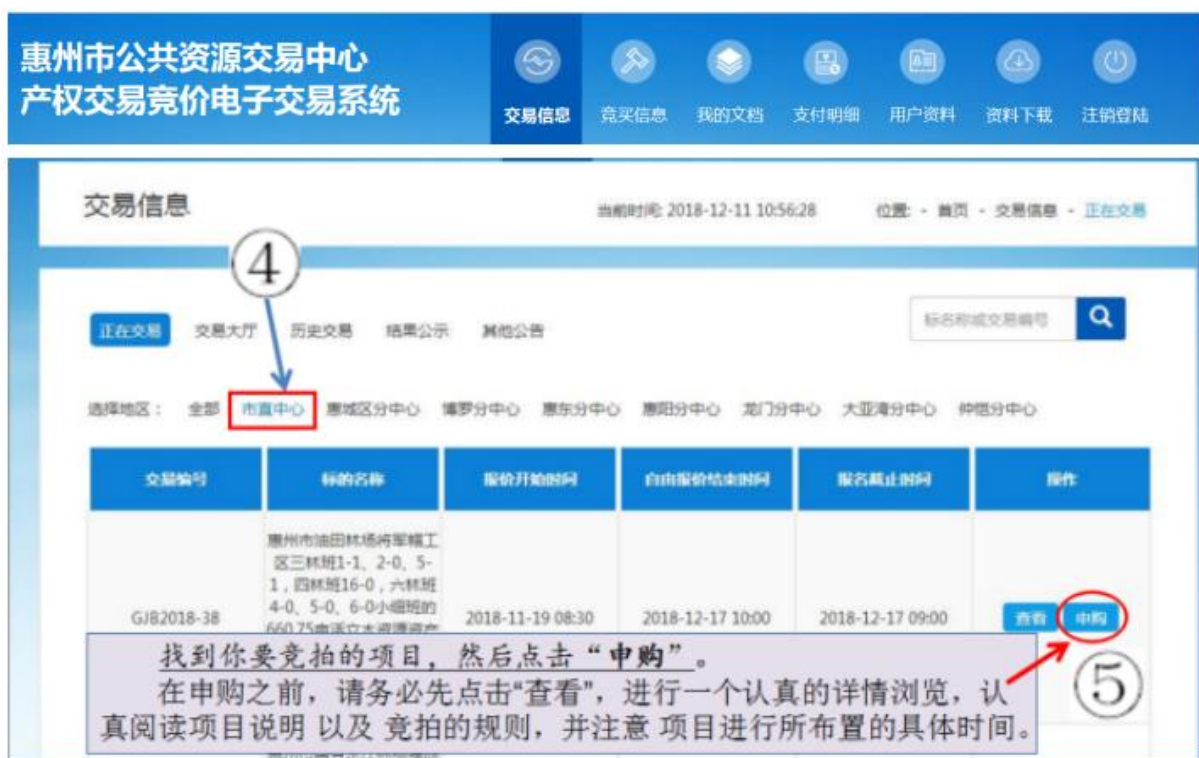 惠州市公共资源交易中心
产权交易竞价电子交易系统
交易信息 竞买信息 我的文档 支付明细 用户资料 资料下载 注销登陆
交易信息
当前时间: 2018-12-11 10:56:28 位置: - 首页 - 交易信息 - 正在交易
④
正在交易 交易大厅 历史交易 结果公示 其他公告 标名称或交易编号
选择地区： 全部 市直中心 惠城区分中心 博罗分中心 惠东分中心 惠阳分中心 龙门分中心 大亚湾分中心 仲恺分中心
交易编号 标的名称 报价开始时间 自由报价结束时间 报名截止时间 操作
惠州市油田林场将军帽工
区三林班1-1、2-0、5-
1，四林班16-0，六林班
4-0、5-0、6-0小细班的
660.75亩活立木资源资产
GJB2018-38 2018-11-19 08:30 2018-12-17 10:00 2018-12-17 09:00 查看 申购
⑤
找到你要竞拍的项目，然后点击“申购”。
在申购之前，请务必先点击“查看”，进行一个认真的详情浏览，认
真阅读项目说明 以及 竞拍的规则，并注意 项目进行所布置的具体时间。